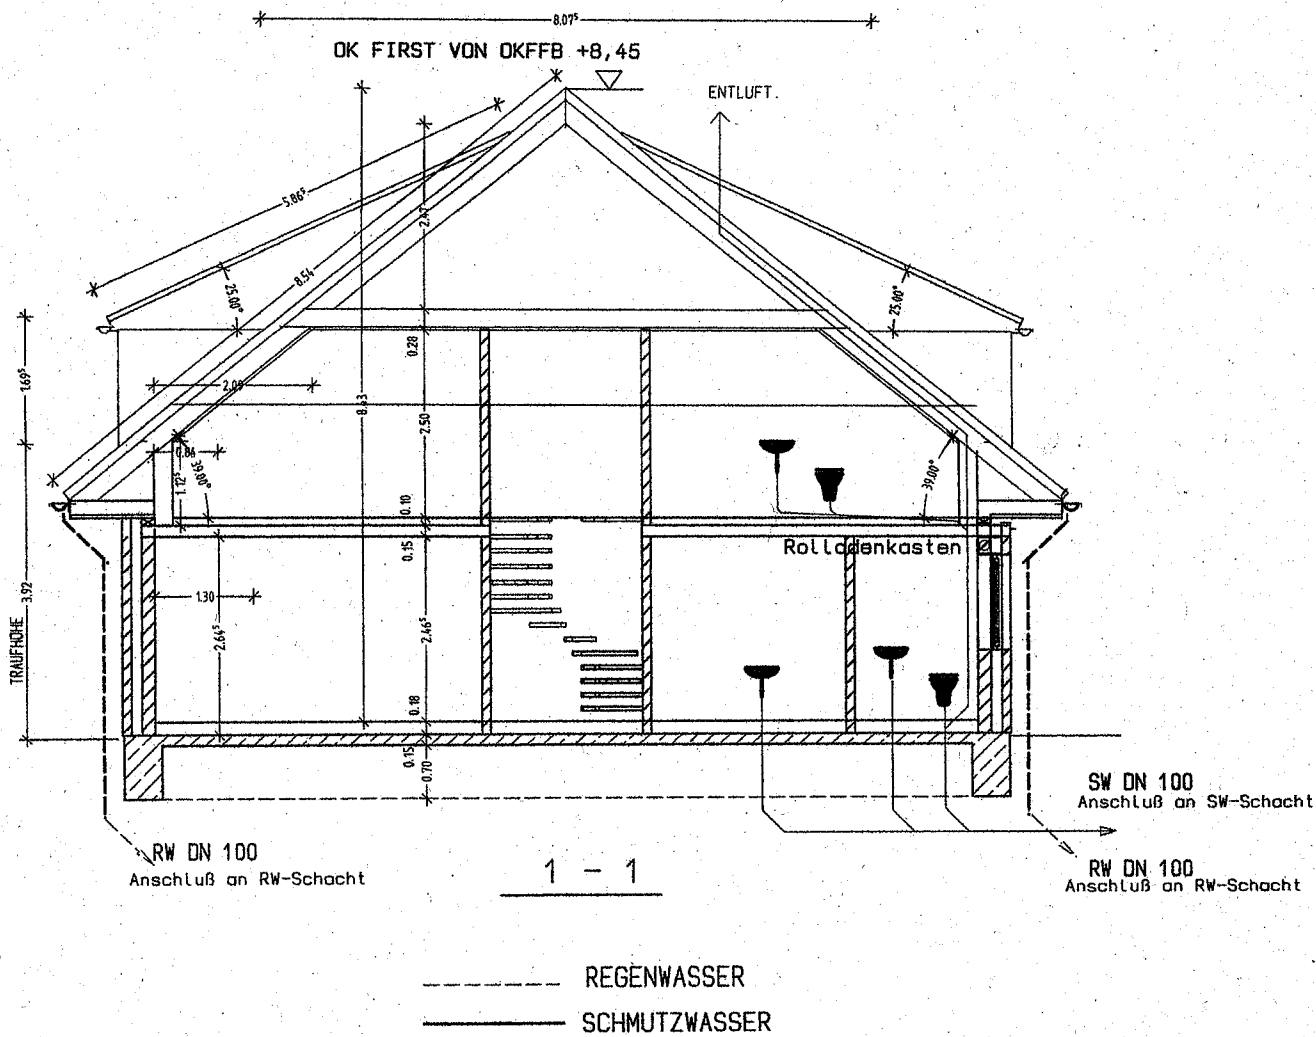 8.07⁵
OK FIRST VON OKFFB +8,45
ENTLUFT.
5.86⁵
2.47
8.54
25.00°
25.00°
0.28
1.69⁵
2.09
8.43
2.50
0.86
1.12⁵
39.00°
39.00°
0.10
Rolladenkasten
0.15
1.30
3.92
TRAUFHÖHE
2.64⁵
2.46⁵
0.18
0.15
0.70
SW DN 100
Anschluß an SW-Schacht
RW DN 100
Anschluß an RW-Schacht
1 - 1
RW DN 100
Anschluß an RW-Schacht
REGENWASSER
SCHMUTZWASSER